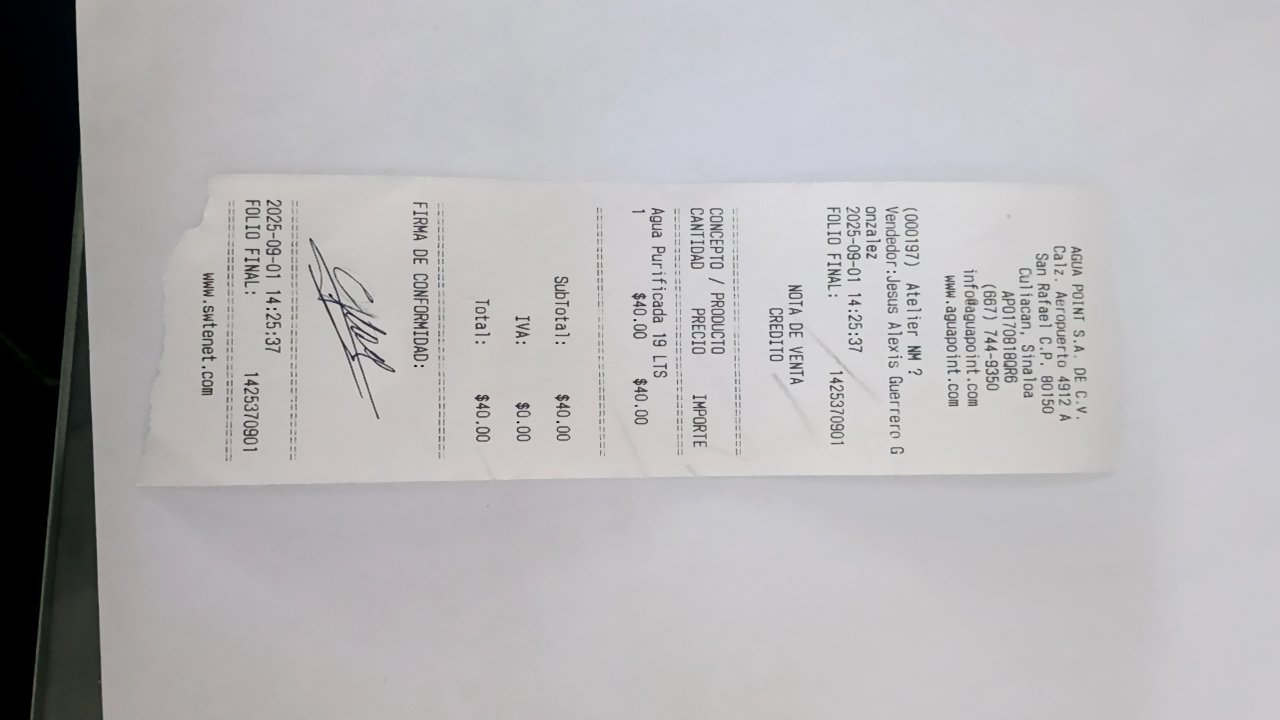 AGUA POINT S.A. DE C.V.
Calz. Aeropuerto 4912 A
San Rafael C.P. 80150
Culiacan, Sinaloa
APO170818QR6
(667) 744-9350
info@aguapoint.com
www.aguapoint.com
(000197) Atelier NM ?
Vendedor:Jesus Alexis Guerrero G
onzalez
2025-09-01 14:25:37
FOLIO FINAL: 1425370901
NOTA DE VENTA
CREDITO
================================
CONCEPTO / PRODUCTO
CANTIDAD PRECIO IMPORTE
================================
Agua Purificada 19 LTS
1 $40.00 $40.00
================================
SubTotal: $40.00
IVA: $0.00
Total: $40.00
================================
FIRMA DE CONFORMIDAD:
================================
2025-09-01 14:25:37
FOLIO FINAL: 1425370901
================================
www.swtenet.com